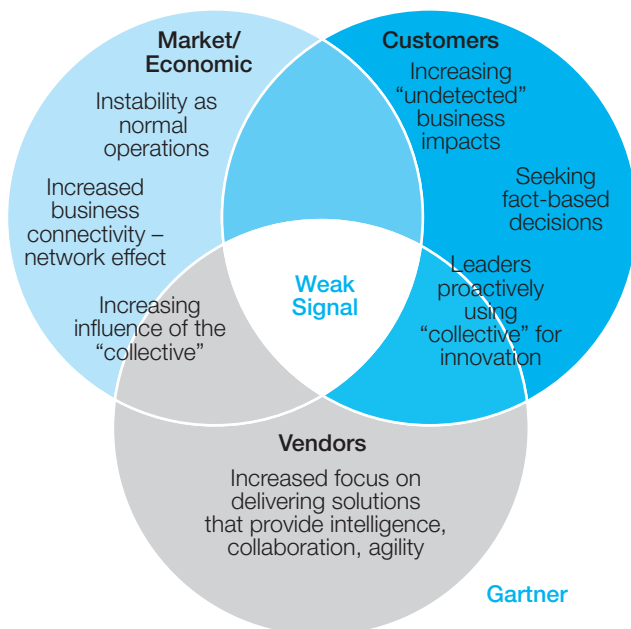 Market/
Economic
Instability as
normal
operations
Increased
business
connectivity –
network effect
Increasing
influence of the
“collective”
Customers
Increasing
“undetected”
business
impacts
Seeking
fact-based
decisions
Leaders
proactively
using
“collective” for
innovation
Weak
Signal
Vendors
Increased focus on
delivering solutions
that provide intelligence,
collaboration, agility
Gartner